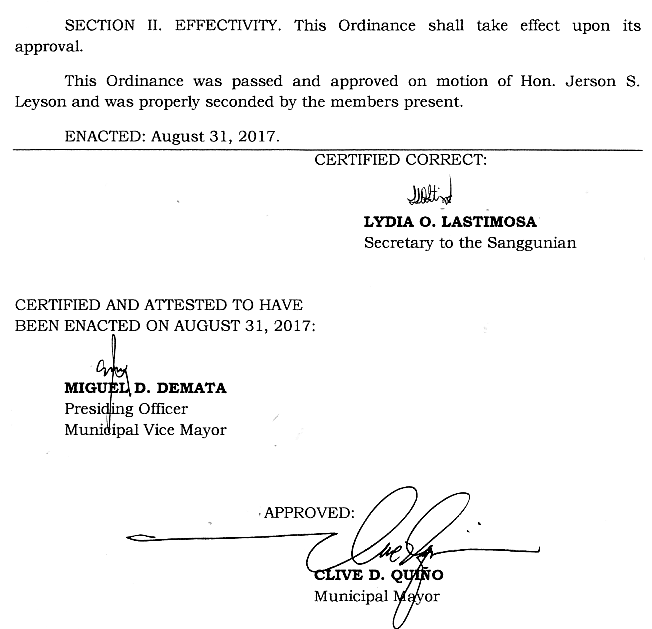 SECTION II. EFFECTIVITY. This Ordinance shall take effect upon its
approval.
This Ordinance was passed and approved on motion of Hon. Jerson S.
Leyson and was properly seconded by the members present.
ENACTED: August 31, 2017.
CERTIFIED CORRECT:
LYDIA O. LASTIMOSA
Secretary to the Sanggunian
CERTIFIED AND ATTESTED TO HAVE
BEEN ENACTED ON AUGUST 31, 2017:
MIGUEL D. DEMATA
Presiding Officer
Municipal Vice Mayor
APPROVED:
CLIVE D. QUIÑO
Municipal Mayor